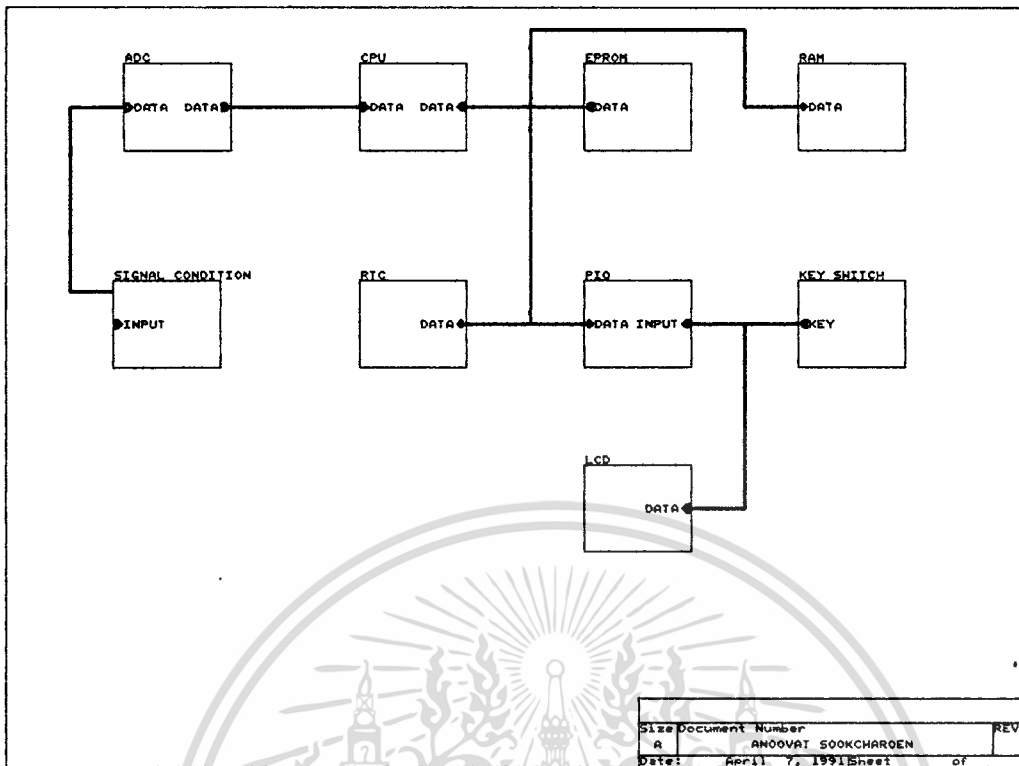 ADC
CPU
EPROM
RAM
DATA DATA
DATA DATA
DATA
DATA
SIGNAL CONDITION
RTC
PIO
KEY SWITCH
INPUT
DATA
DATA INPUT
KEY
LCD
DATA
Size Document Number REV
A ANOOVAT SOOKCHAROEN
Date: April 7, 1991 Sheet of